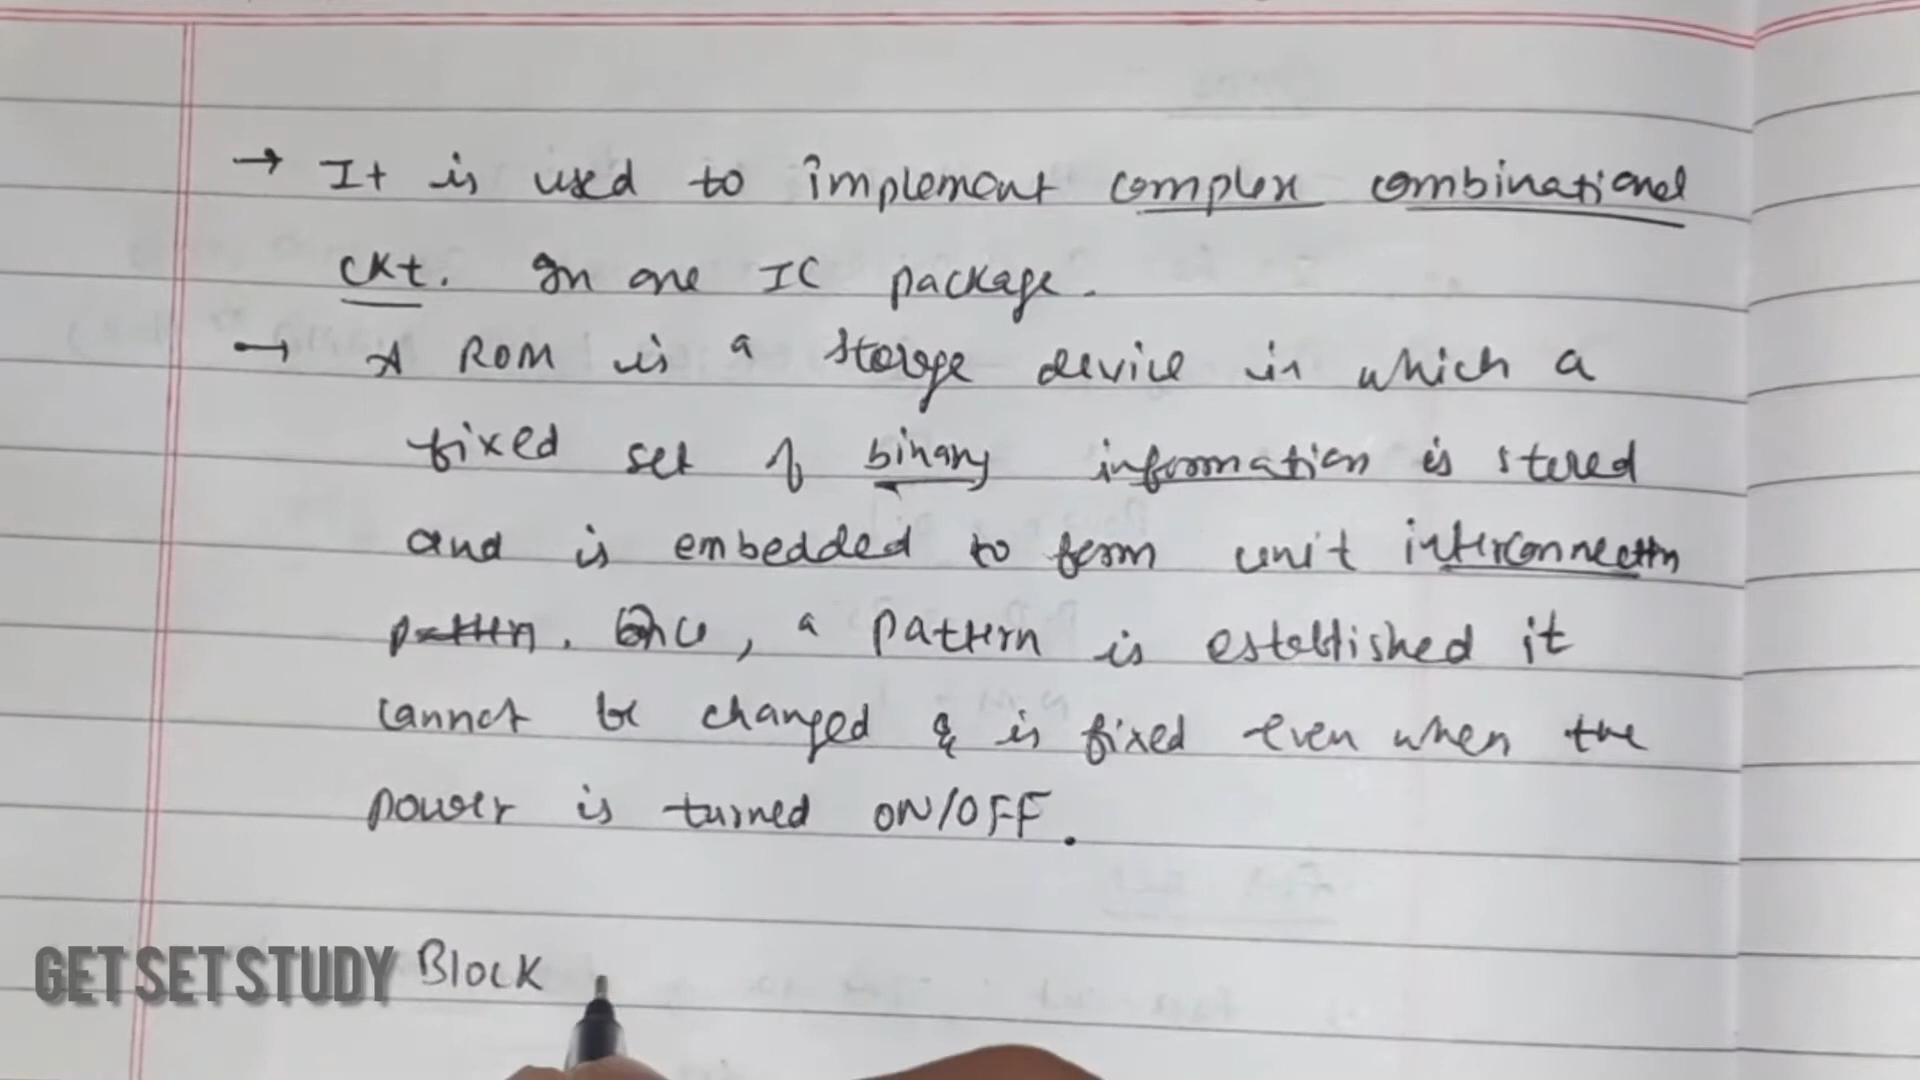 → It is used to implement complex combinational
ckt. In one IC package.
→ A ROM is a storage device in which a
fixed set of binary information is stored
and is embedded to form unit interconnectn
pattern. Once, a pattern is established it
cannot be changed & is fixed even when the
power is turned ON/OFF.
GET SET STUDY Block